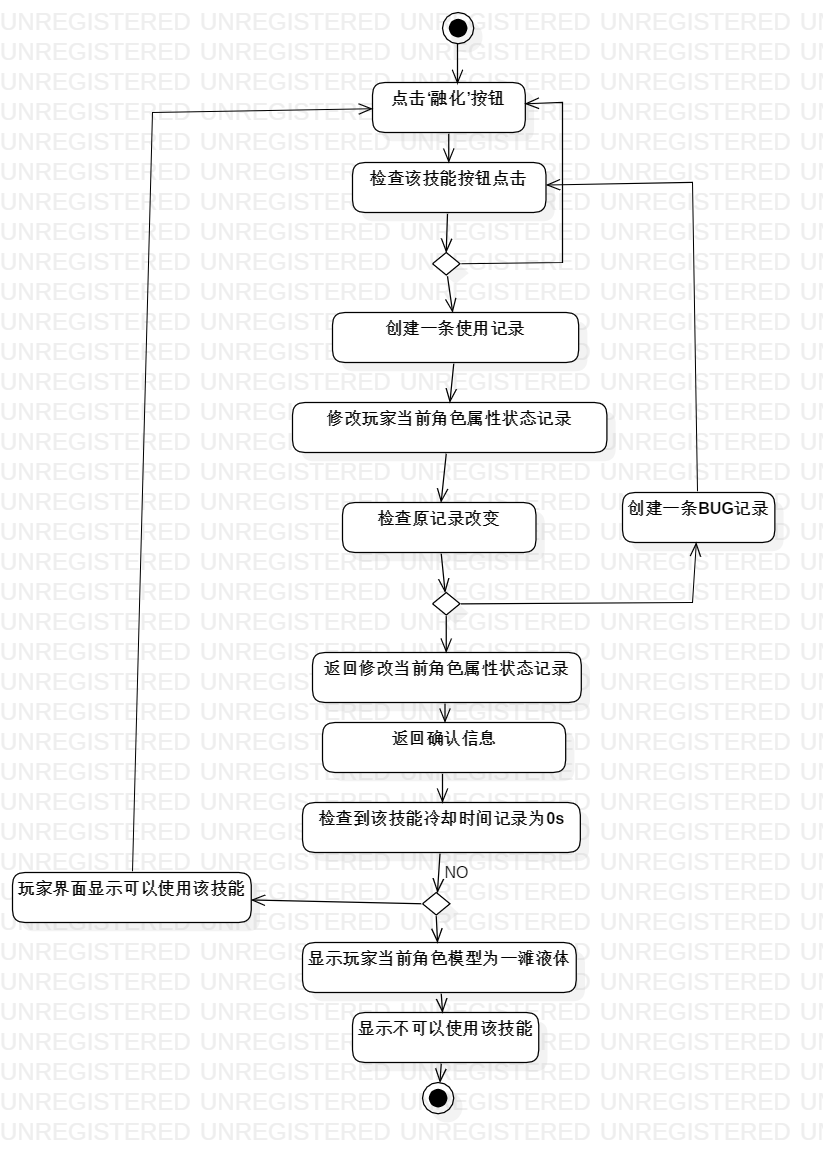 点击‘融化’按钮
检查该技能按钮点击
创建一条使用记录
修改玩家当前角色属性状态记录
检查原记录改变
创建一条BUG记录
返回修改当前角色属性状态记录
返回确认信息
检查到该技能冷却时间记录为0s
NO
玩家界面显示可以使用该技能
显示玩家当前角色模型为一滩液体
显示不可以使用该技能
UNREGISTERED